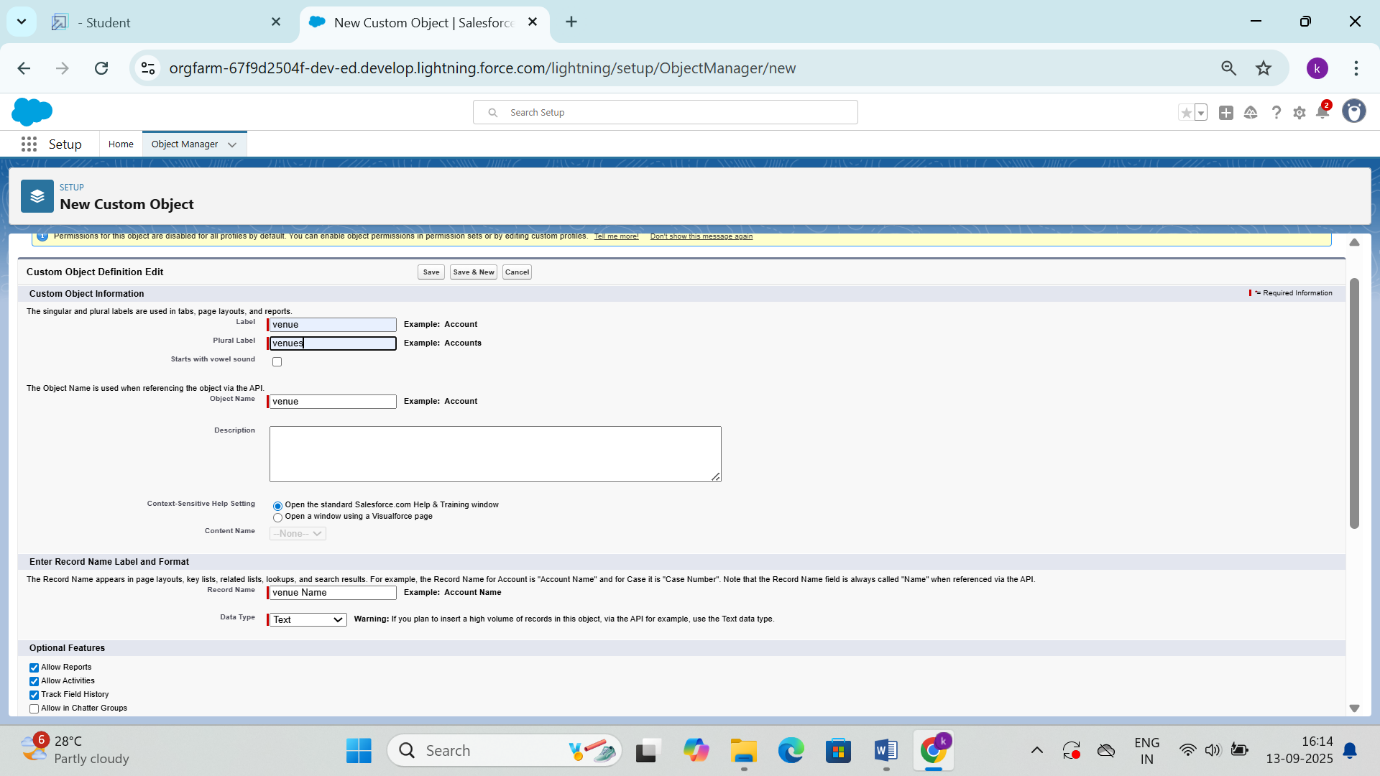 - Student
New Custom Object | Salesforce
orgfarm-67f9d2504f-dev-ed.develop.lightning.force.com/lightning/setup/ObjectManager/new
k
Search Setup
2
Setup
Home
Object Manager
SETUP
New Custom Object
Permissions for this object are disabled for all profiles by default. You can enable object permissions in permission sets or by editing custom profiles. Tell me more! Don't show this message again
Custom Object Definition Edit
Save
Save & New
Cancel
Custom Object Information
= Required Information
The singular and plural labels are used in tabs, page layouts, and reports.
Label venue Example: Account
Plural Label venues Example: Accounts
Starts with vowel sound
The Object Name is used when referencing the object via the API.
Object Name venue Example: Account
Description
Context-Sensitive Help Setting Open the standard Salesforce.com Help & Training window
Open a window using a Visualforce page
Content Name --None--
Enter Record Name Label and Format
The Record Name appears in page layouts, key lists, related lists, lookups, and search results. For example, the Record Name for Account is "Account Name" and for Case it is "Case Number". Note that the Record Name field is always called "Name" when referenced via the API.
Record Name venue Name Example: Account Name
Data Type Text Warning: If you plan to insert a high volume of records in this object, via the API for example, use the Text data type.
Optional Features
Allow Reports
Allow Activities
Track Field History
Allow in Chatter Groups
6
28°C
Partly cloudy
Search
k
ENG
IN
16:14
13-09-2025